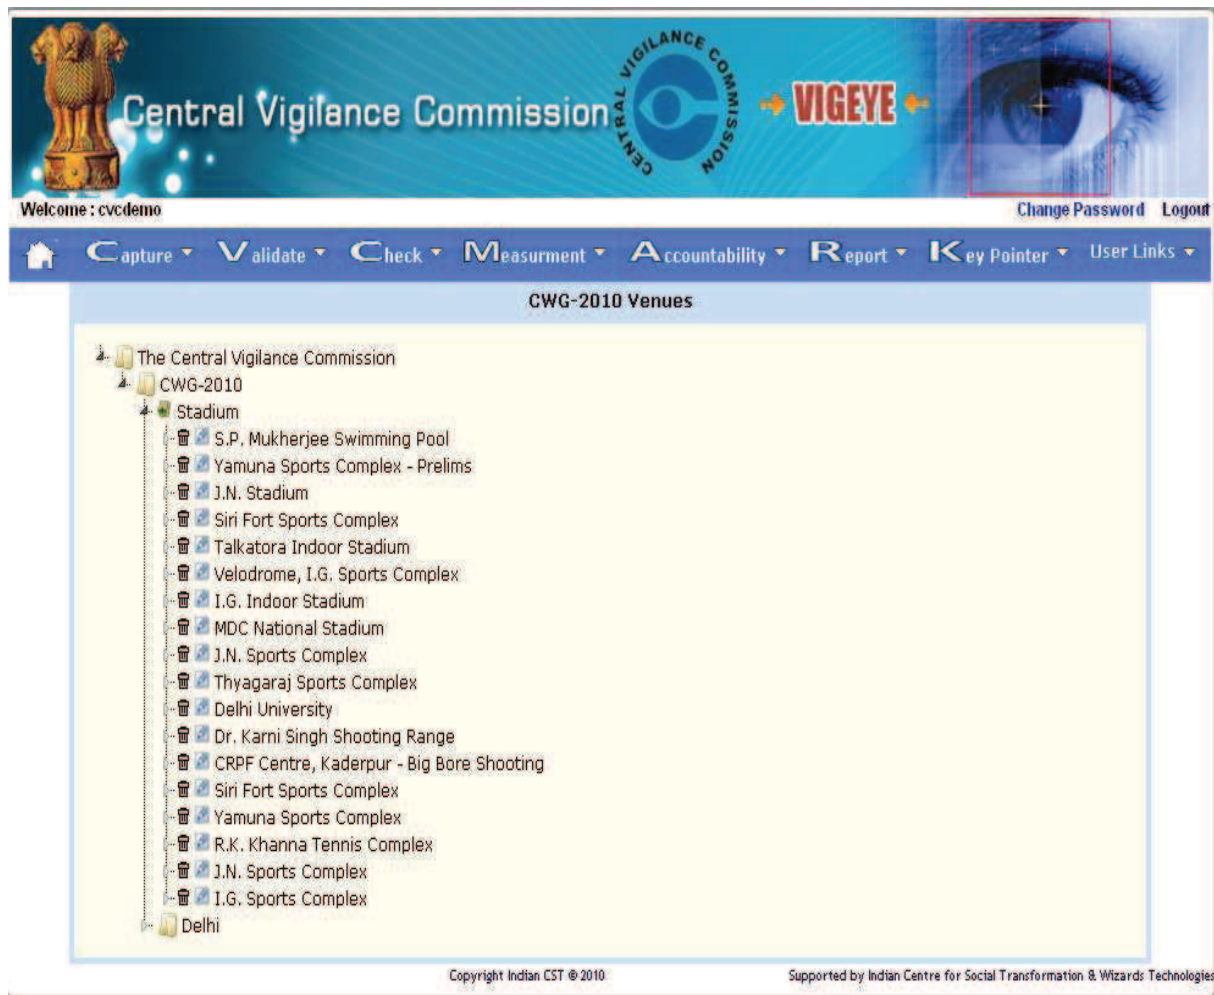 Central Vigilance Commission
CENTRAL VIGILANCE COMMISSION
VIGEYE
Welcome : cvcdemo Change Password Logout
Capture Validate Check Measurment Accountability Report Key Pointer User Links
CWG-2010 Venues
The Central Vigilance Commission
CWG-2010
Stadium
S.P. Mukherjee Swimming Pool
Yamuna Sports Complex - Prelims
J.N. Stadium
Siri Fort Sports Complex
Talkatora Indoor Stadium
Velodrome, I.G. Sports Complex
I.G. Indoor Stadium
MDC National Stadium
J.N. Sports Complex
Thyagaraj Sports Complex
Delhi University
Dr. Karni Singh Shooting Range
CRPF Centre, Kaderpur - Big Bore Shooting
Siri Fort Sports Complex
Yamuna Sports Complex
R.K. Khanna Tennis Complex
J.N. Sports Complex
I.G. Sports Complex
Delhi
Copyright Indian CST © 2010 Supported by Indian Centre for Social Transformation & Wizards Technologies